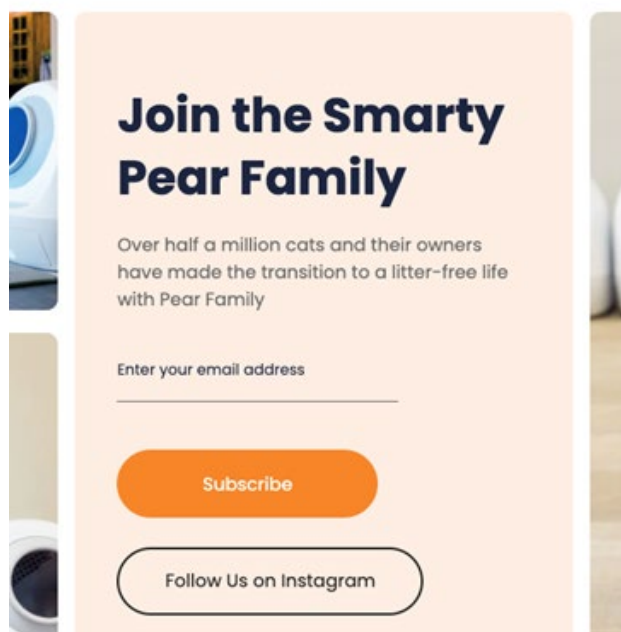 Join the Smarty
Pear Family
Over half a million cats and their owners
have made the transition to a litter-free life
with Pear Family
Enter your email address
Subscribe
Follow Us on Instagram